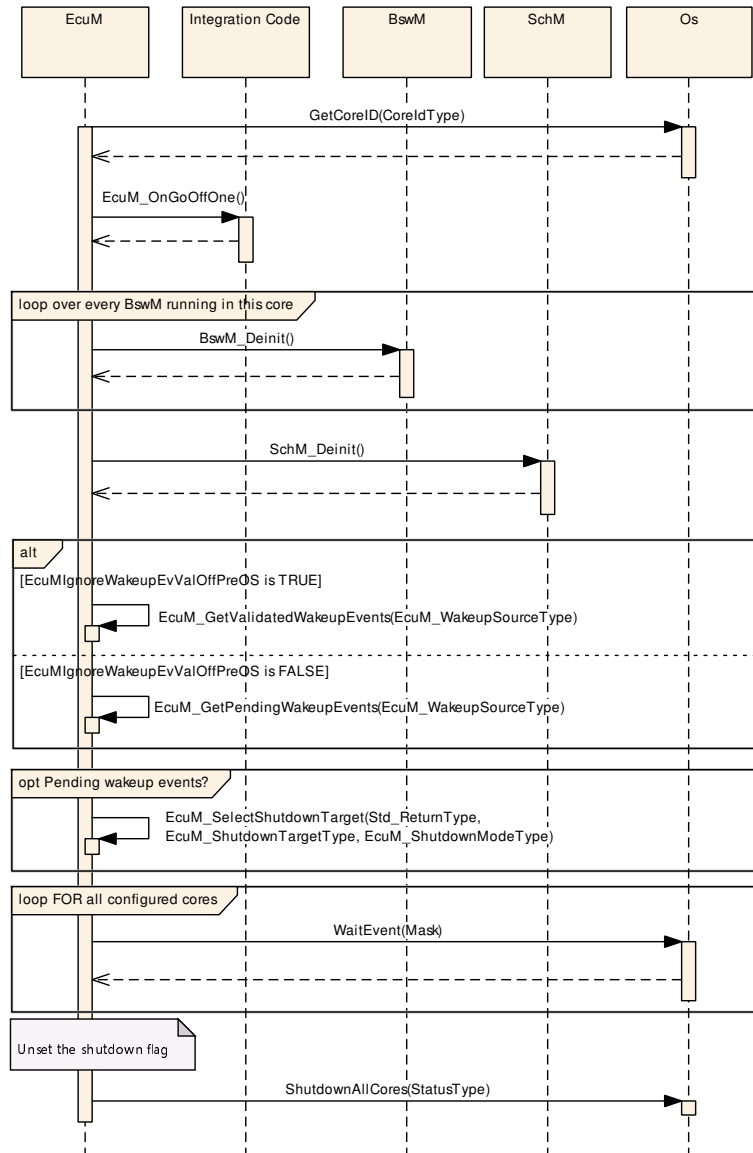 EcuM
Integration Code
BswM
SchM
Os
GetCoreID(CoreIdType)
EcuM_OnGoOffOne()
loop over every BswM running in this core
BswM_Deinit()
SchM_Deinit()
alt
[EcuMIgnoreWakeupEvValOffPreOS is TRUE]
EcuM_GetValidatedWakeupEvents(EcuM_WakeupSourceType)
[EcuMIgnoreWakeupEvValOffPreOS is FALSE]
EcuM_GetPendingWakeupEvents(EcuM_WakeupSourceType)
opt Pending wakeup events?
EcuM_SelectShutdownTarget(Std_ReturnType,
EcuM_ShutdownTargetType, EcuM_ShutdownModeType)
loop FOR all configured cores
WaitEvent(Mask)
Unset the shutdown flag
ShutdownAllCores(StatusType)